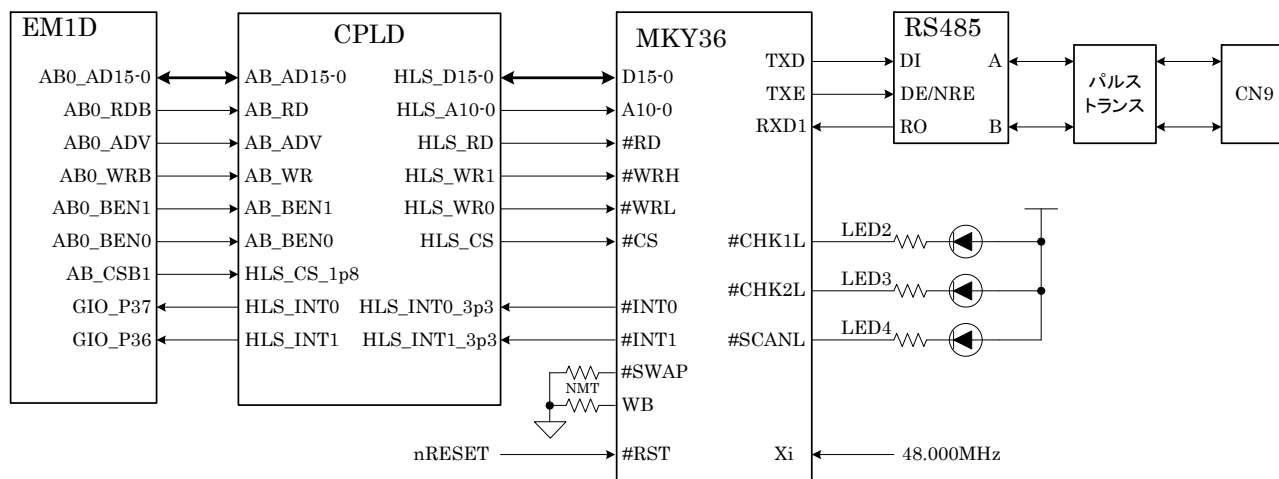 EM1D
AB0_AD15-0
AB0_RDB
AB0_ADV
AB0_WRB
AB0_BEN1
AB0_BEN0
AB_CSB1
GIO_P37
GIO_P36
CPLD
AB_AD15-0 HLS_D15-0
AB_RD HLS_A10-0
AB_ADV HLS_RD
AB_WR HLS_WR1
AB_BEN1 HLS_WR0
AB_BEN0 HLS_CS
HLS_CS_1p8
HLS_INT0 HLS_INT0_3p3
HLS_INT1 HLS_INT1_3p3
MKY36
D15-0
A10-0
#RD
#WRH
#WRL
#CS
#INT0
#INT1
#SWAP
WB
#RST
NMT
nRESET
TXD
TXE
RXD1
#CHK1L
#CHK2L
#SCANL
Xi
RS485
DI A
DE/NRE
RO B
パルス
トランス
CN9
LED2
LED3
LED4
48.000MHz